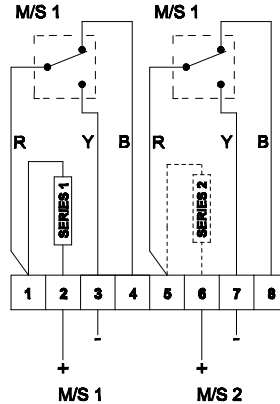 M/S 1 M/S 1
R Y B R Y B
SERIES 1
SERIES 2
1 2 3 4 5 6 7 8
+ - + -
M/S 1 M/S 2